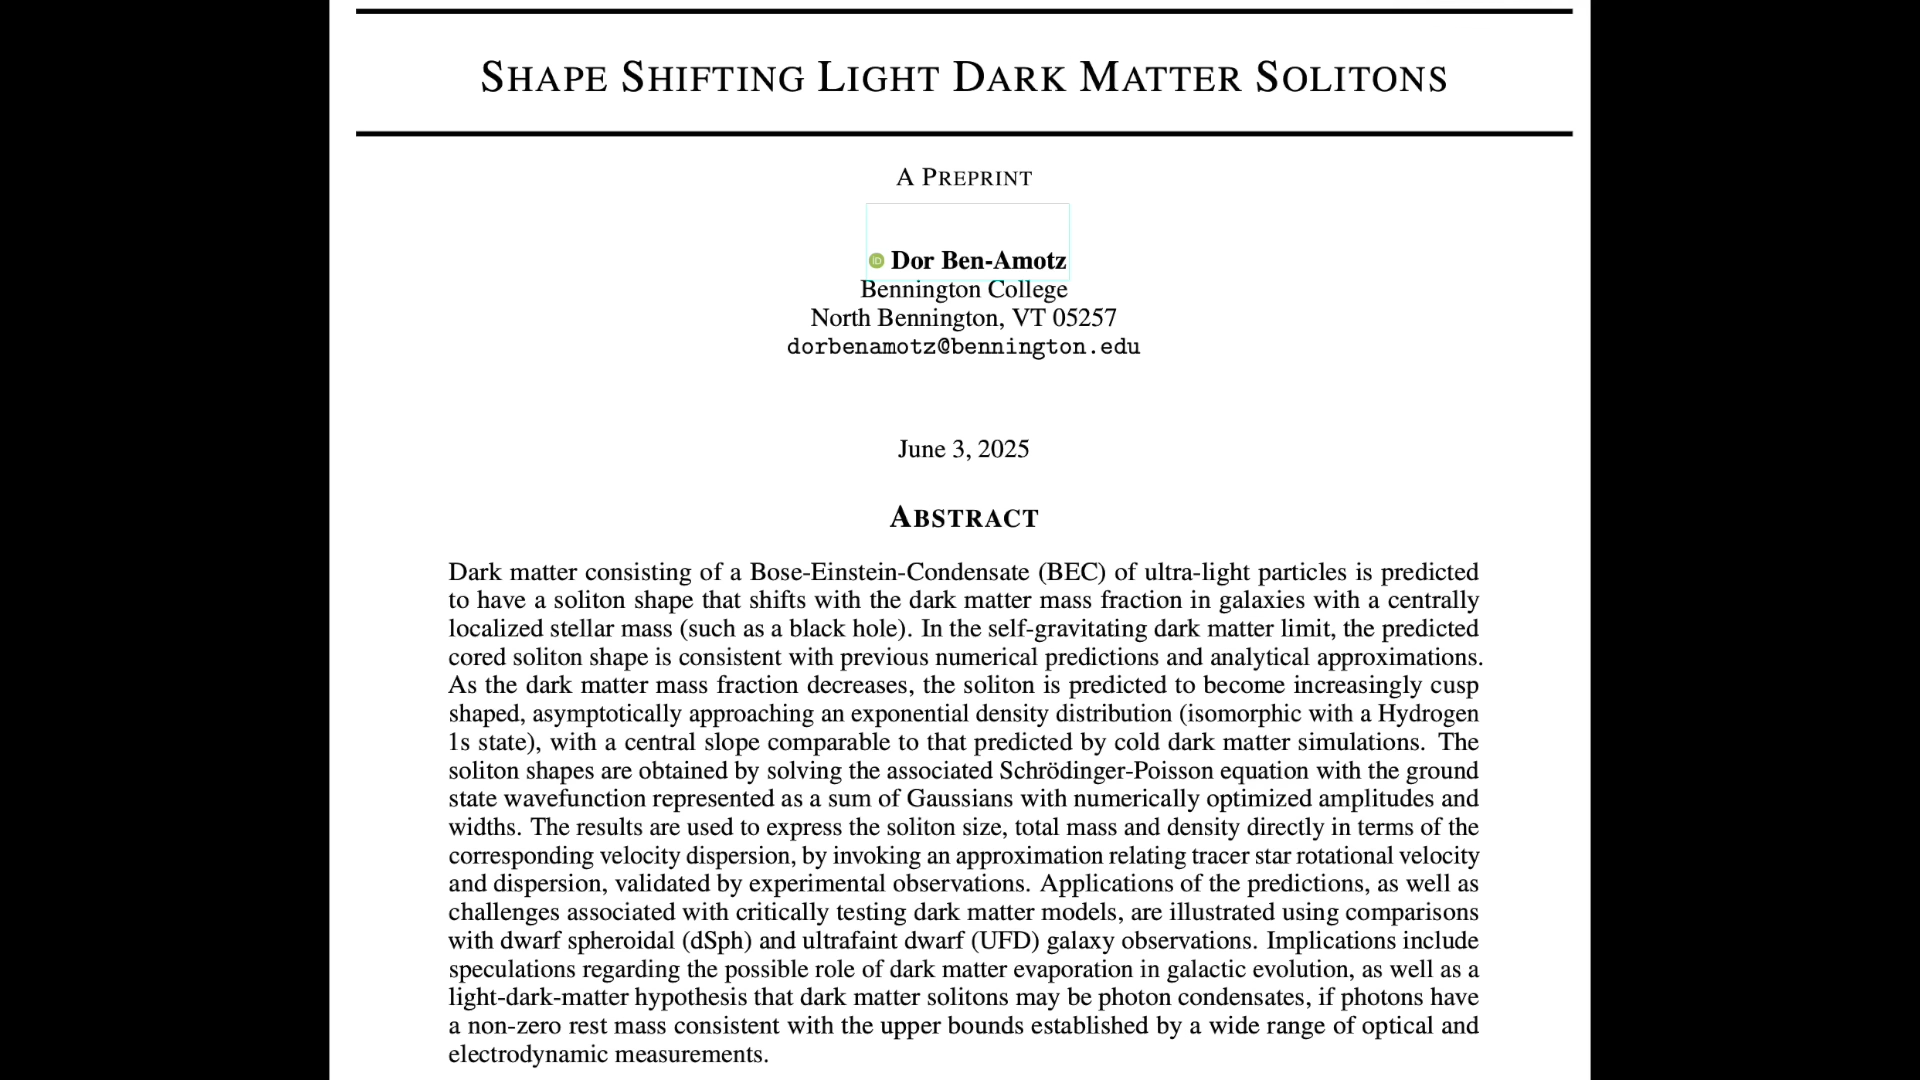 SHAPE SHIFTING LIGHT DARK MATTER SOLITONS
A PREPRINT
iD Dor Ben-Amotz
Bennington College
North Bennington, VT 05257
dorbenamotz@bennington.edu
June 3, 2025
ABSTRACT
Dark matter consisting of a Bose-Einstein-Condensate (BEC) of ultra-light particles is predicted
to have a soliton shape that shifts with the dark matter mass fraction in galaxies with a centrally
localized stellar mass (such as a black hole). In the self-gravitating dark matter limit, the predicted
cored soliton shape is consistent with previous numerical predictions and analytical approximations.
As the dark matter mass fraction decreases, the soliton is predicted to become increasingly cusp
shaped, asymptotically approaching an exponential density distribution (isomorphic with a Hydrogen
1s state), with a central slope comparable to that predicted by cold dark matter simulations. The
soliton shapes are obtained by solving the associated Schrödinger-Poisson equation with the ground
state wavefunction represented as a sum of Gaussians with numerically optimized amplitudes and
widths. The results are used to express the soliton size, total mass and density directly in terms of the
corresponding velocity dispersion, by invoking an approximation relating tracer star rotational velocity
and dispersion, validated by experimental observations. Applications of the predictions, as well as
challenges associated with critically testing dark matter models, are illustrated using comparisons
with dwarf spheroidal (dSph) and ultrafaint dwarf (UFD) galaxy observations. Implications include
speculations regarding the possible role of dark matter evaporation in galactic evolution, as well as a
light-dark-matter hypothesis that dark matter solitons may be photon condensates, if photons have
a non-zero rest mass consistent with the upper bounds established by a wide range of optical and
electrodynamic measurements.